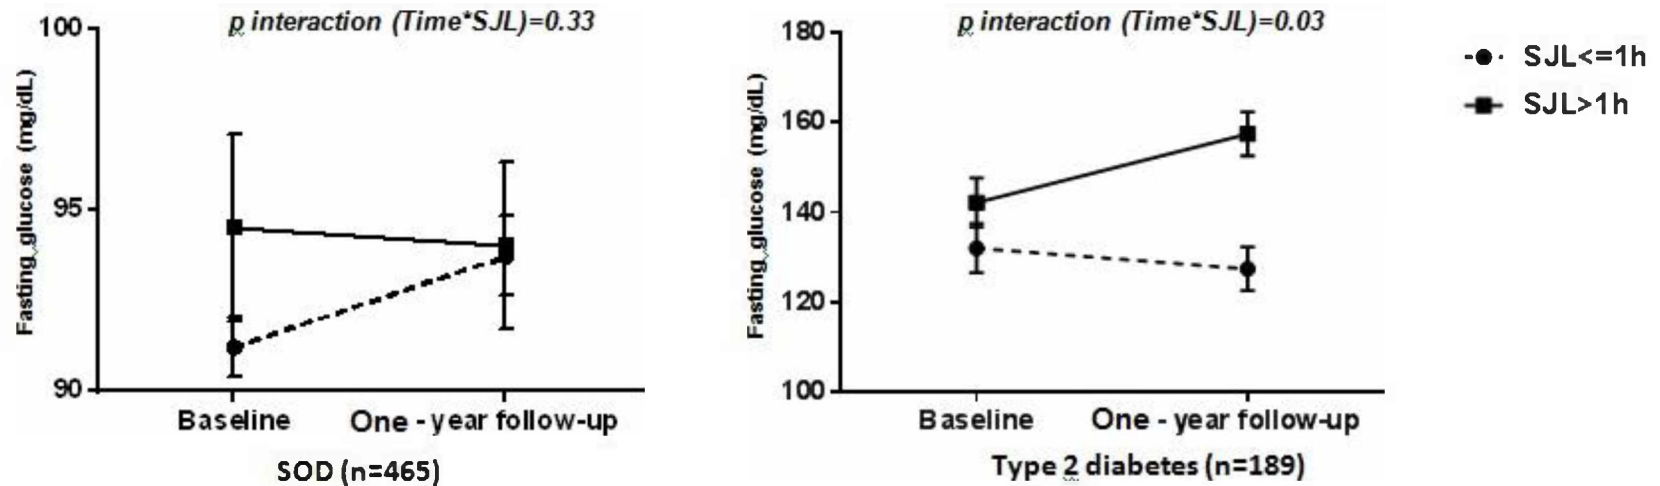 p interaction (Time*SJL)=0.33
100
95
90
Fasting glucose (mg/dL)
Baseline
One - year follow-up
SOD (n=465)
p interaction (Time*SJL)=0.03
180
160
140
120
100
Fasting glucose (mg/dL)
Baseline
One - year follow-up
Type 2 diabetes (n=189)
SJL<=1h
SJL>1h